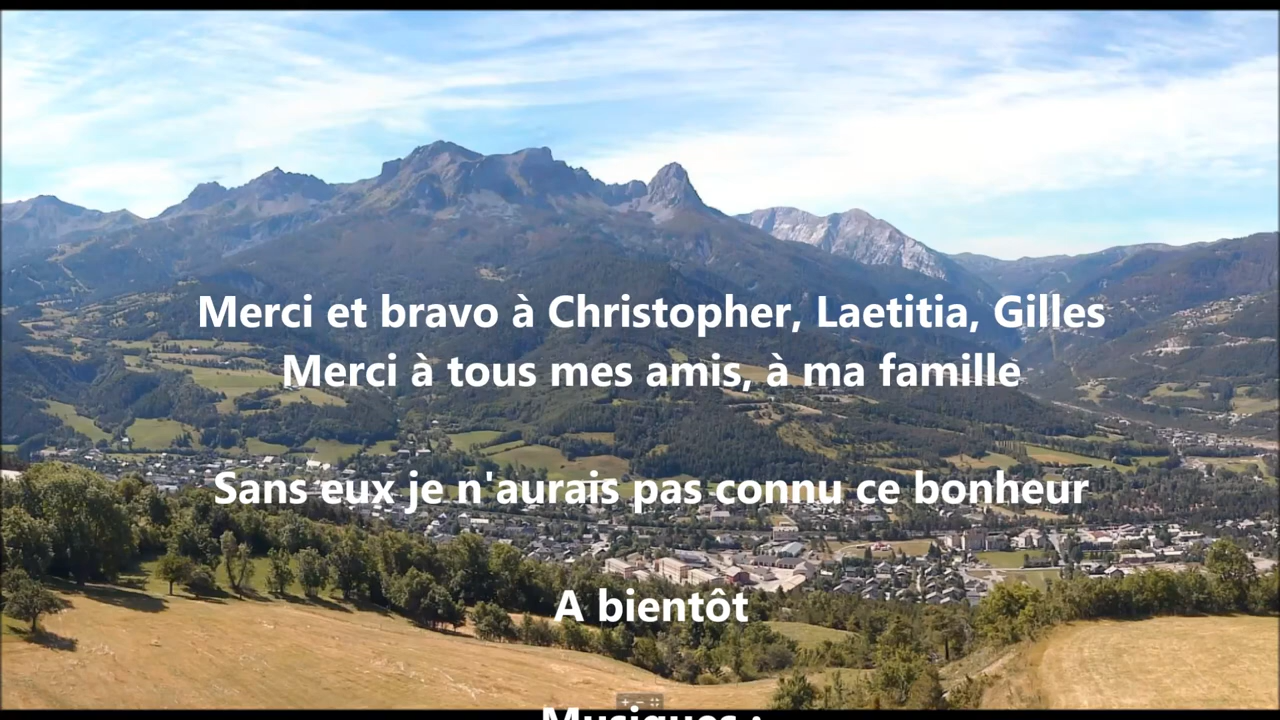 Merci et bravo à Christopher, Laetitia, Gilles
Merci à tous mes amis, à ma famille
Sans eux je n'aurais pas connu ce bonheur
A bientôt
Musiques :